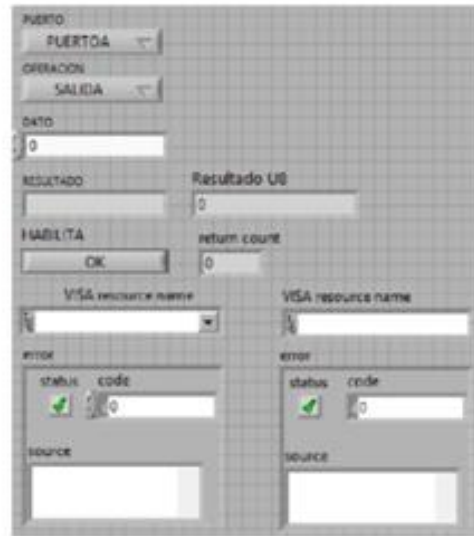 PUERTO
PUERTOA
OPERACION
SALIDA
DATO
0
RESULTADO Resultado U8
0
HABILITA return count
OK 0
VISA resource name VISA resource name
error error
status code status code
0 0
source source